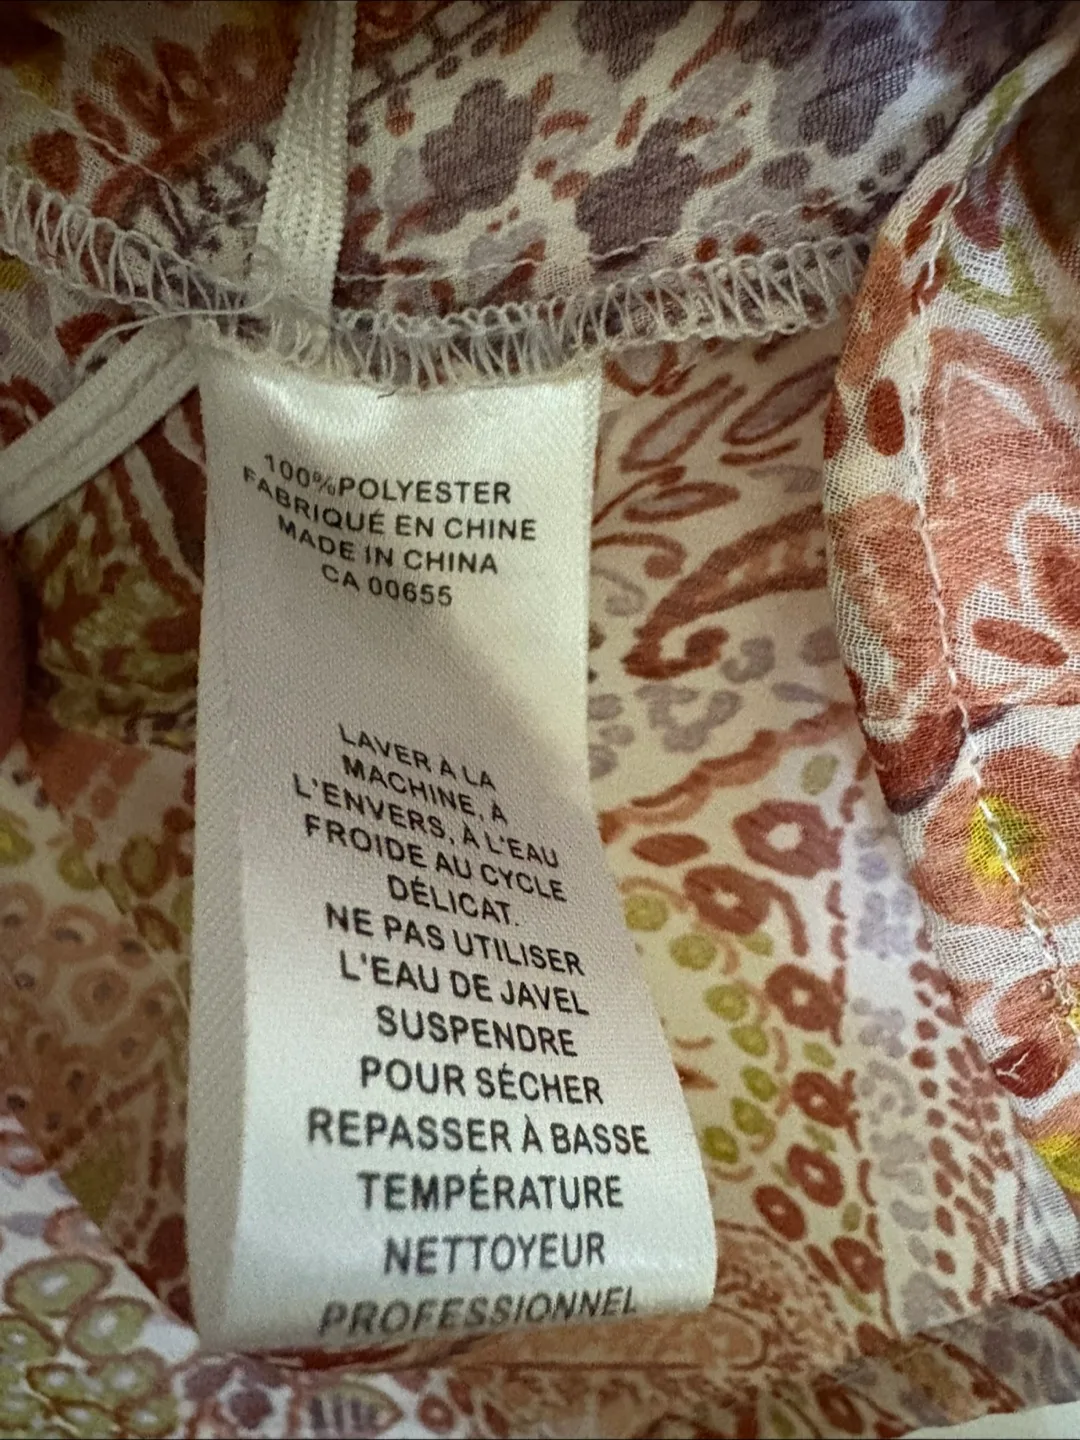 100%POLYESTER
FABRIQUÉ EN CHINE
MADE IN CHINA
CA 00655
LAVER À LA
MACHINE, À
L'ENVERS, À L'EAU
FROIDE AU CYCLE
DÉLICAT.
NE PAS UTILISER
L'EAU DE JAVEL
SUSPENDRE
POUR SÉCHER
REPASSER À BASSE
TEMPÉRATURE
NETTOYEUR
PROFESSIONNEL